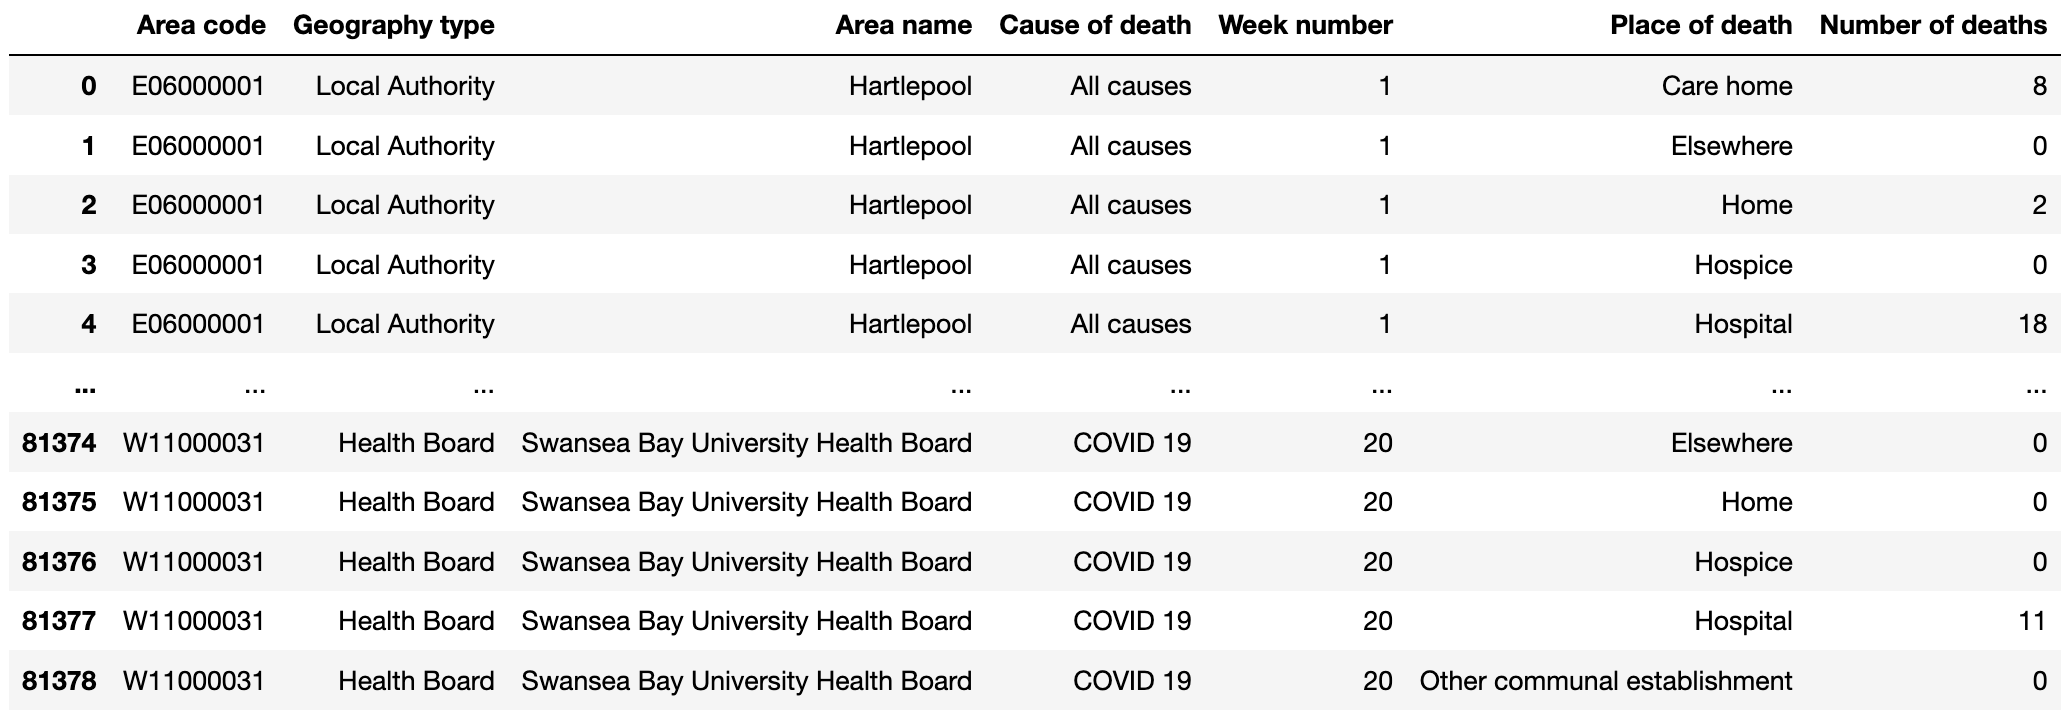 Area code Geography type Area name Cause of death Week number Place of death Number of deaths
0 E06000001 Local Authority Hartlepool All causes 1 Care home 8
1 E06000001 Local Authority Hartlepool All causes 1 Elsewhere 0
2 E06000001 Local Authority Hartlepool All causes 1 Home 2
3 E06000001 Local Authority Hartlepool All causes 1 Hospice 0
4 E06000001 Local Authority Hartlepool All causes 1 Hospital 18
... ... ... ... ... ... ... ...
81374 W11000031 Health Board Swansea Bay University Health Board COVID 19 20 Elsewhere 0
81375 W11000031 Health Board Swansea Bay University Health Board COVID 19 20 Home 0
81376 W11000031 Health Board Swansea Bay University Health Board COVID 19 20 Hospice 0
81377 W11000031 Health Board Swansea Bay University Health Board COVID 19 20 Hospital 11
81378 W11000031 Health Board Swansea Bay University Health Board COVID 19 20 Other communal establishment 0